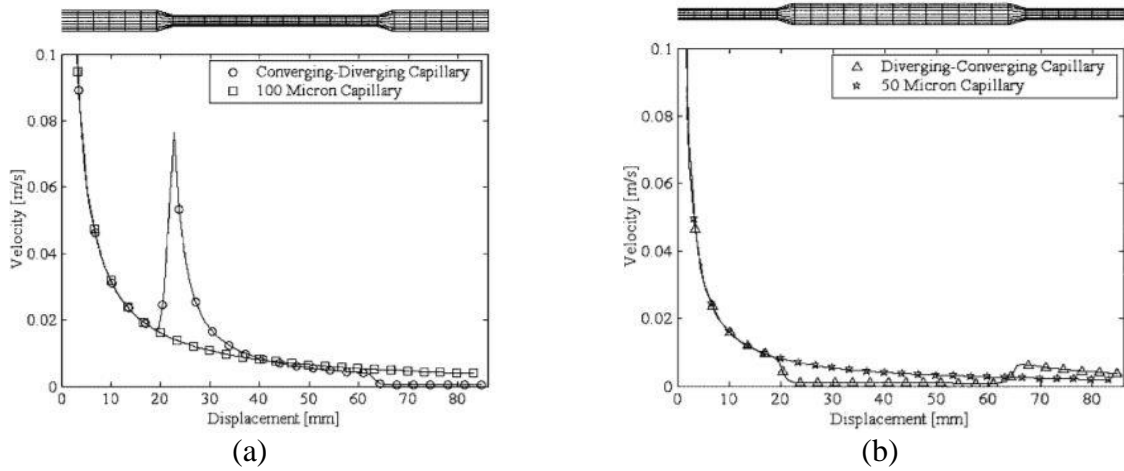 0.1
Converging-Diverging Capillary
100 Micron Capillary
0.08
0.06
0.04
0.02
0
Velocity [m/s]
0 10 20 30 40 50 60 70 80
Displacement [mm]
(a)
0.1
Diverging-Converging Capillary
50 Micron Capillary
0.08
0.06
0.04
0.02
0
Velocity [m/s]
0 10 20 30 40 50 60 70 80
Displacement [mm]
(b)